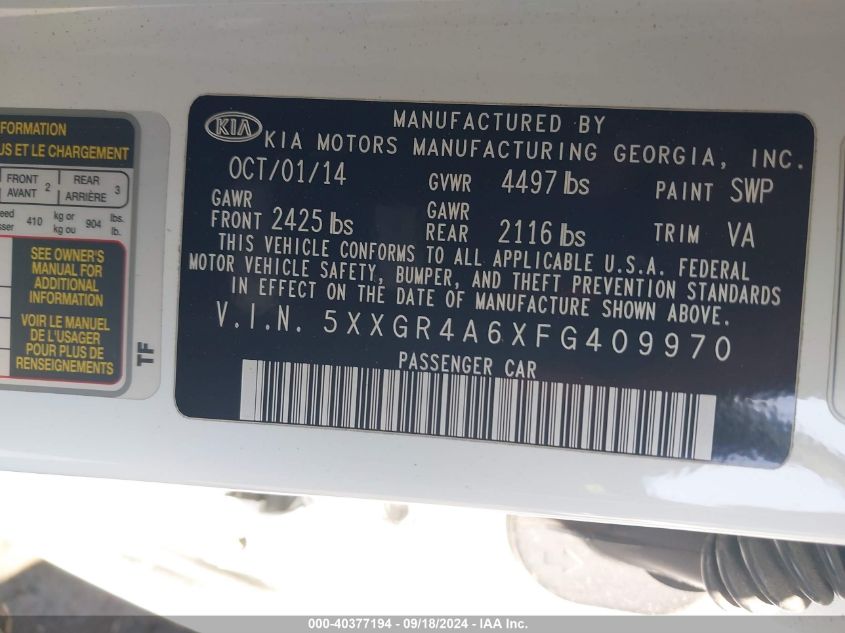 FORMATION
US ET LE CHARGEMENT
FRONT AVANT 2 REAR ARRIÈRE 3
410 kg or kg ou 904 lbs. lb.
SEE OWNER'S
MANUAL FOR
ADDITIONAL
INFORMATION
VOIR LE MANUEL
DE L'USAGER
POUR PLUS DE
RENSEIGNEMENTS
TF
KIA
MANUFACTURED BY
KIA MOTORS MANUFACTURING GEORGIA, INC.
OCT/01/14 GVWR 4497 lbs PAINT SWP
GAWR FRONT 2425 lbs GAWR REAR 2116 lbs TRIM VA
THIS VEHICLE CONFORMS TO ALL APPLICABLE U.S.A. FEDERAL
MOTOR VEHICLE SAFETY, BUMPER, AND THEFT PREVENTION STANDARDS
IN EFFECT ON THE DATE OF MANUFACTURE SHOWN ABOVE.
V.I.N. 5XXGR4A6XFG409970
PASSENGER CAR
000-40377194 - 09/18/2024 - IAA Inc.